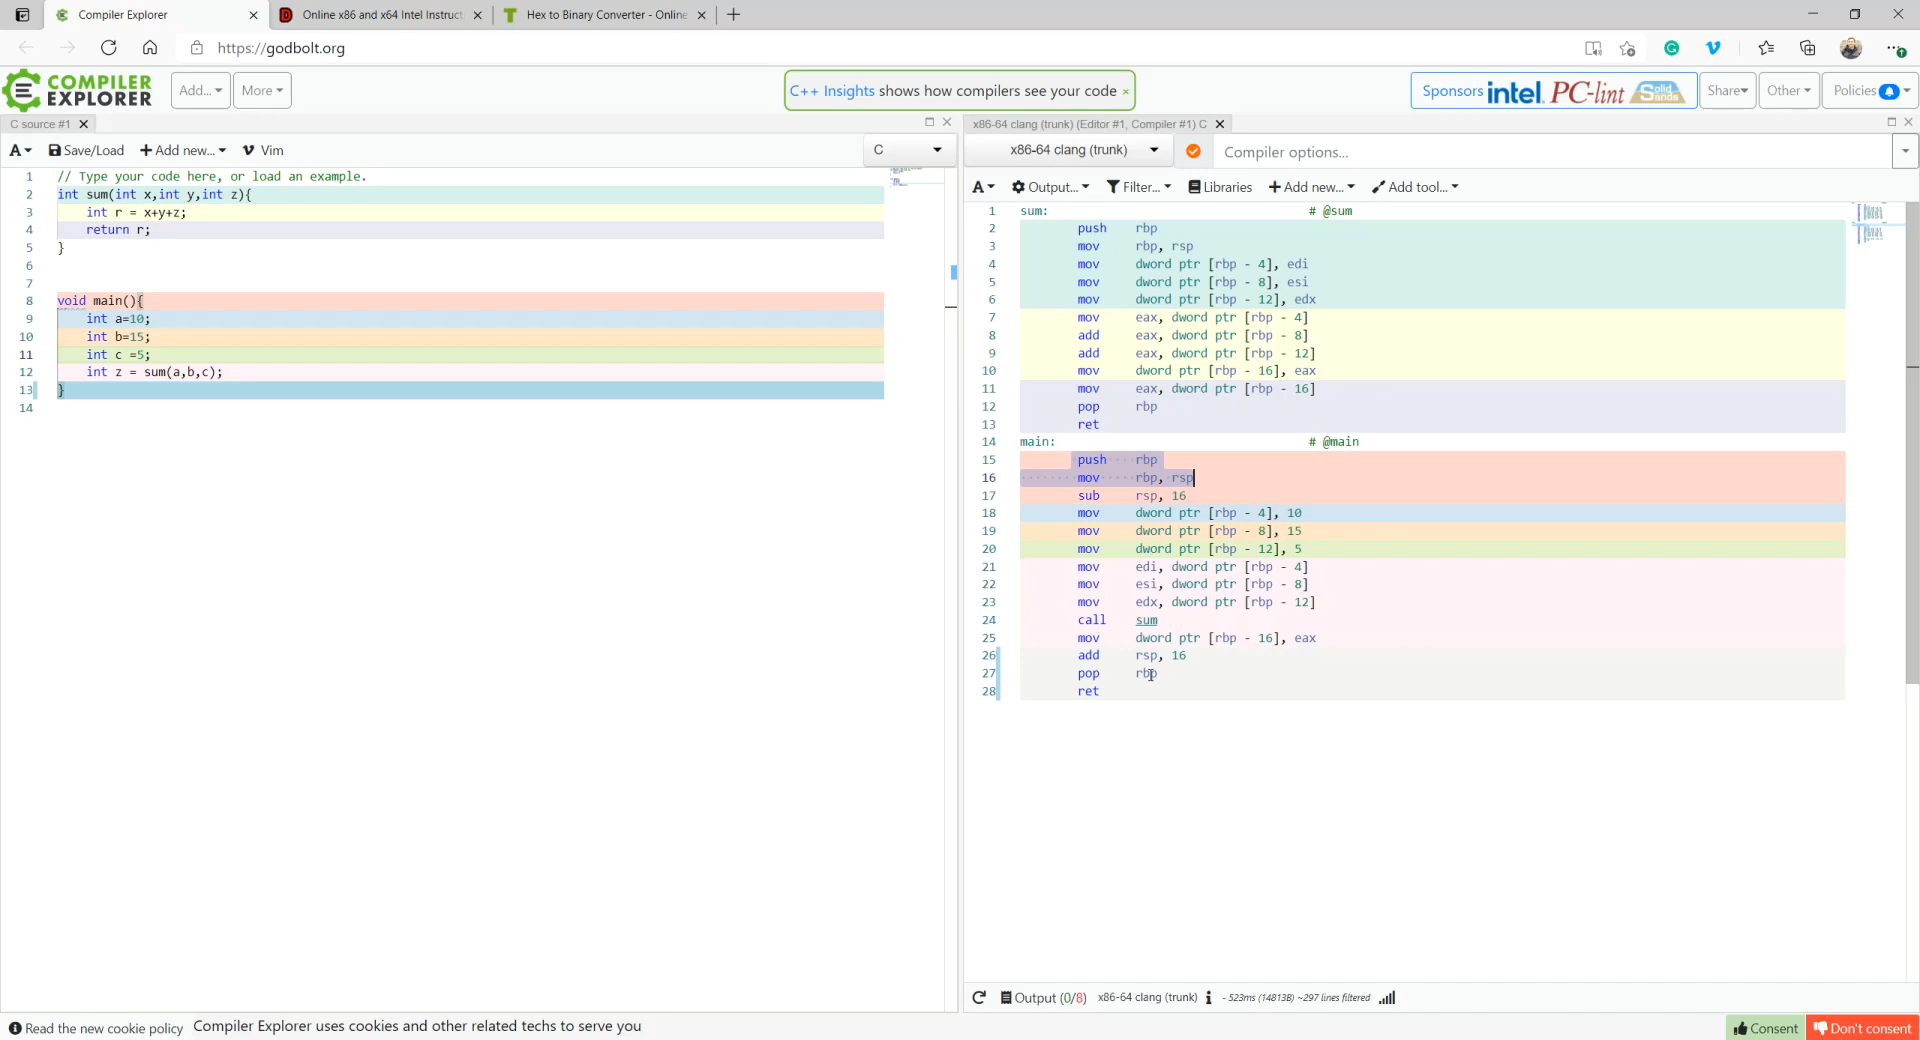 Compiler Explorer
Online x86 and x64 Intel Instruct
Hex to Binary Converter - Online
https://godbolt.org
COMPILER
EXPLORER
Add...
More
C++ Insights shows how compilers see your code ×
Sponsors intel. PC-lint Solid Sands
Share
Other
Policies
C source #1
A
Save/Load
+ Add new...
Vim
C
1 // Type your code here, or load an example.
2 int sum(int x,int y,int z){
3 int r = x+y+z;
4 return r;
5 }
6
7
8 void main(){
9 int a=10;
10 int b=15;
11 int c =5;
12 int z = sum(a,b,c);
13 }
14
x86-64 clang (trunk) (Editor #1, Compiler #1) C
x86-64 clang (trunk)
Compiler options...
A
Output...
Filter...
Libraries
+ Add new...
Add tool...
1 sum: # @sum
2 push rbp
3 mov rbp, rsp
4 mov dword ptr [rbp - 4], edi
5 mov dword ptr [rbp - 8], esi
6 mov dword ptr [rbp - 12], edx
7 mov eax, dword ptr [rbp - 4]
8 add eax, dword ptr [rbp - 8]
9 add eax, dword ptr [rbp - 12]
10 mov dword ptr [rbp - 16], eax
11 mov eax, dword ptr [rbp - 16]
12 pop rbp
13 ret
14 main: # @main
15 push rbp
16 mov rbp, rsp
17 sub rsp, 16
18 mov dword ptr [rbp - 4], 10
19 mov dword ptr [rbp - 8], 15
20 mov dword ptr [rbp - 12], 5
21 mov edi, dword ptr [rbp - 4]
22 mov esi, dword ptr [rbp - 8]
23 mov edx, dword ptr [rbp - 12]
24 call sum
25 mov dword ptr [rbp - 16], eax
26 add rsp, 16
27 pop rbp
28 ret
Output (0/8) x86-64 clang (trunk) i - 523ms (14813B) ~297 lines filtered
Read the new cookie policy Compiler Explorer uses cookies and other related techs to serve you
Consent
Don't consent